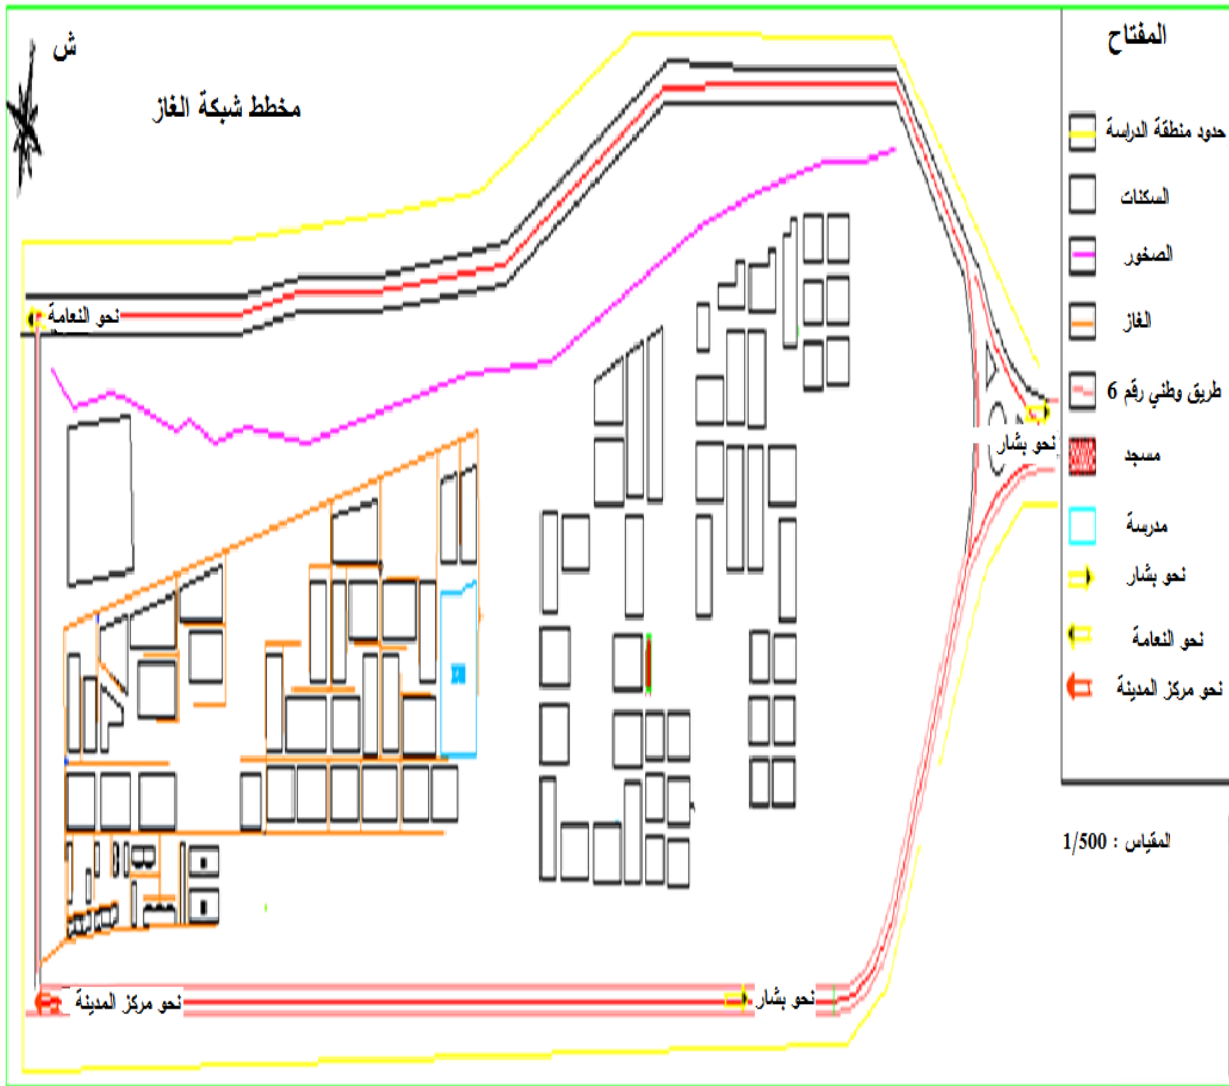 ش
مخطط شبكة الغاز
المفتاح
حدود منطقة الدراسة
السكنات
الصخور
الغاز
طريق وطني رقم 6
مسجد
مدرسة
نحو بشار
نحو النعامة
نحو مركز المدينة
المقياس : 1/500
نحو النعامة
نحو بشار
نحو مركز المدينة
نحو بشار